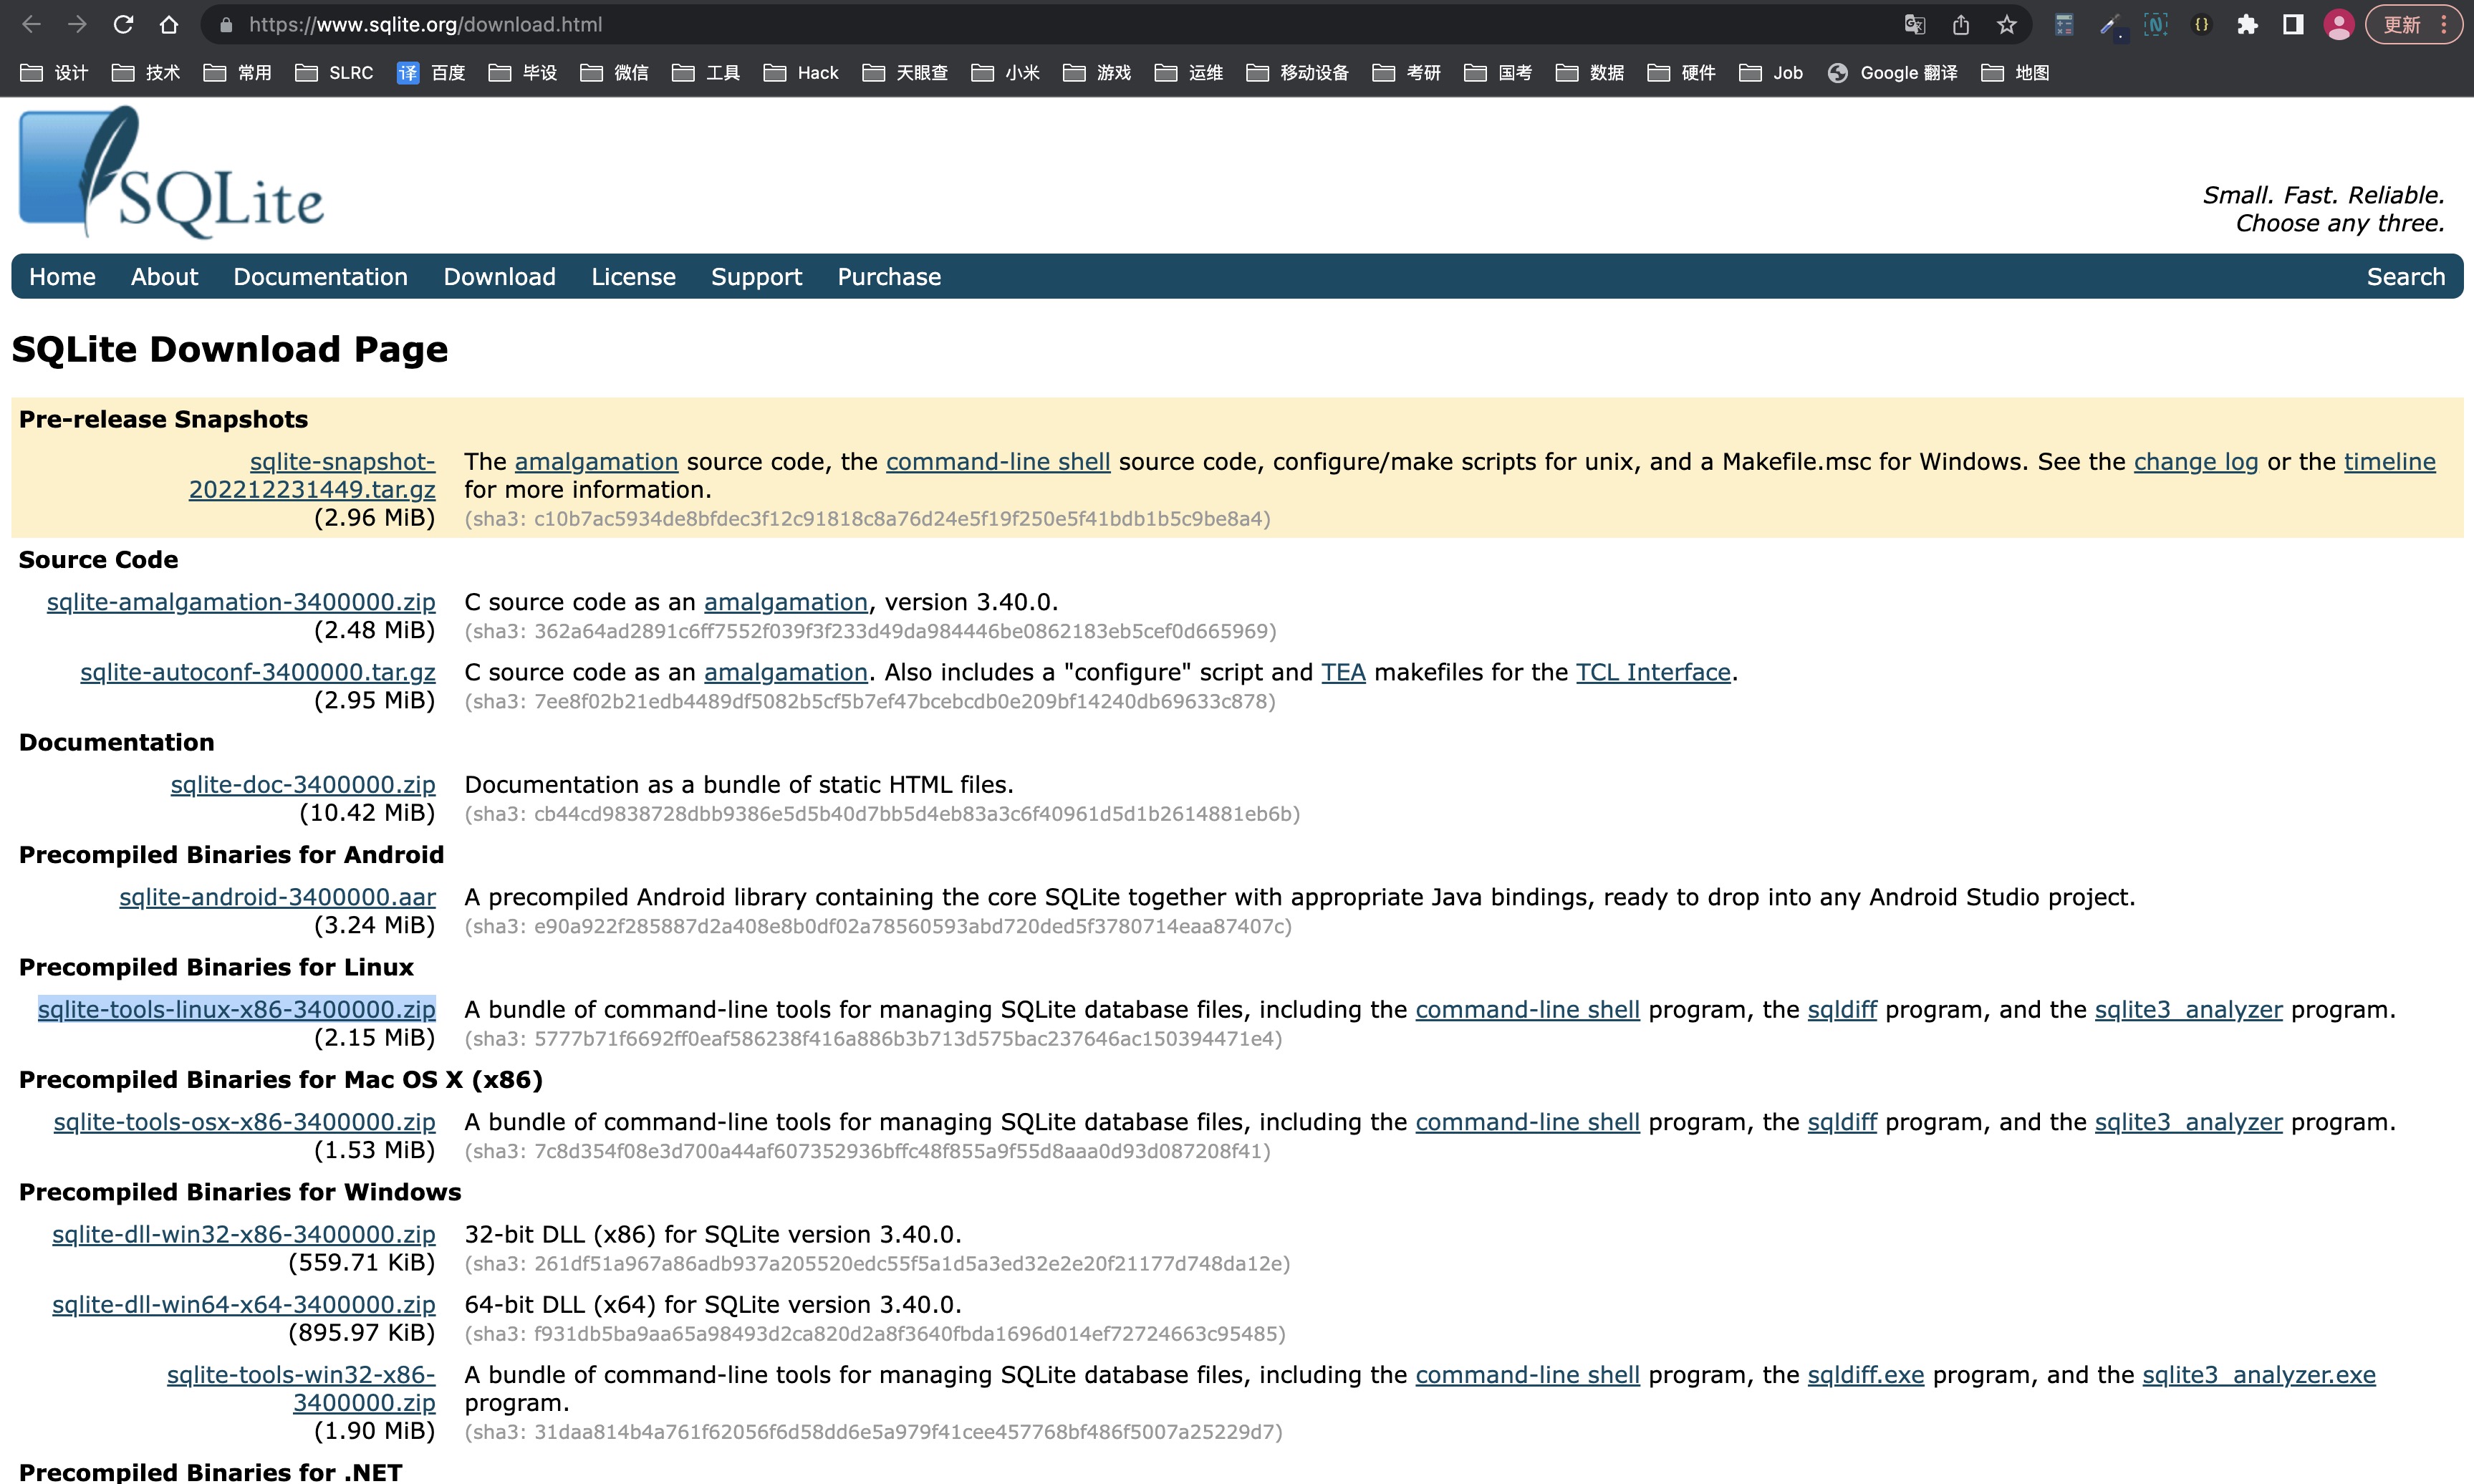 https://www.sqlite.org/download.html
更新
设计 技术 常用 SLRC 译 百度 毕设 微信 工具 Hack 天眼查 小米 游戏 运维 移动设备 考研 国考 数据 硬件 Job Google 翻译 地图
SQLite
Small. Fast. Reliable.
Choose any three.
Home About Documentation Download License Support Purchase Search
SQLite Download Page
Pre-release Snapshots
sqlite-snapshot- The amalgamation source code, the command-line shell source code, configure/make scripts for unix, and a Makefile.msc for Windows. See the change log or the timeline
202212231449.tar.gz for more information.
(2.96 MiB) (sha3: c10b7ac5934de8bfdec3f12c91818c8a76d24e5f19f250e5f41bdb1b5c9be8a4)
Source Code
sqlite-amalgamation-3400000.zip C source code as an amalgamation, version 3.40.0.
(2.48 MiB) (sha3: 362a64ad2891c6ff7552f039f3f233d49da984446be0862183eb5cef0d665969)
sqlite-autoconf-3400000.tar.gz C source code as an amalgamation. Also includes a "configure" script and TEA makefiles for the TCL Interface.
(2.95 MiB) (sha3: 7ee8f02b21edb4489df5082b5cf5b7ef47bcebcdb0e209bf14240db69633c878)
Documentation
sqlite-doc-3400000.zip Documentation as a bundle of static HTML files.
(10.42 MiB) (sha3: cb44cd9838728dbb9386e5d5b40d7bb5d4eb83a3c6f40961d5d1b2614881eb6b)
Precompiled Binaries for Android
sqlite-android-3400000.aar A precompiled Android library containing the core SQLite together with appropriate Java bindings, ready to drop into any Android Studio project.
(3.24 MiB) (sha3: e90a922f285887d2a408e8b0df02a78560593abd720ded5f3780714eaa87407c)
Precompiled Binaries for Linux
sqlite-tools-linux-x86-3400000.zip A bundle of command-line tools for managing SQLite database files, including the command-line shell program, the sqldiff program, and the sqlite3_analyzer program.
(2.15 MiB) (sha3: 5777b71f6692ff0eaf586238f416a886b3b713d575bac237646ac150394471e4)
Precompiled Binaries for Mac OS X (x86)
sqlite-tools-osx-x86-3400000.zip A bundle of command-line tools for managing SQLite database files, including the command-line shell program, the sqldiff program, and the sqlite3_analyzer program.
(1.53 MiB) (sha3: 7c8d354f08e3d700a44af607352936bffc48f855a9f55d8aaa0d93d087208f41)
Precompiled Binaries for Windows
sqlite-dll-win32-x86-3400000.zip 32-bit DLL (x86) for SQLite version 3.40.0.
(559.71 KiB) (sha3: 261df51a967a86adb937a205520edc55f5a1d5a3ed32e2e20f21177d748da12e)
sqlite-dll-win64-x64-3400000.zip 64-bit DLL (x64) for SQLite version 3.40.0.
(895.97 KiB) (sha3: f931db5ba9aa65a98493d2ca820d2a8f3640fbda1696d014ef72724663c95485)
sqlite-tools-win32-x86- A bundle of command-line tools for managing SQLite database files, including the command-line shell program, the sqldiff.exe program, and the sqlite3_analyzer.exe
3400000.zip program.
(1.90 MiB) (sha3: 31daa814b4a761f62056f6d58dd6e5a979f41cee457768bf486f5007a25229d7)
Precompiled Binaries for .NET